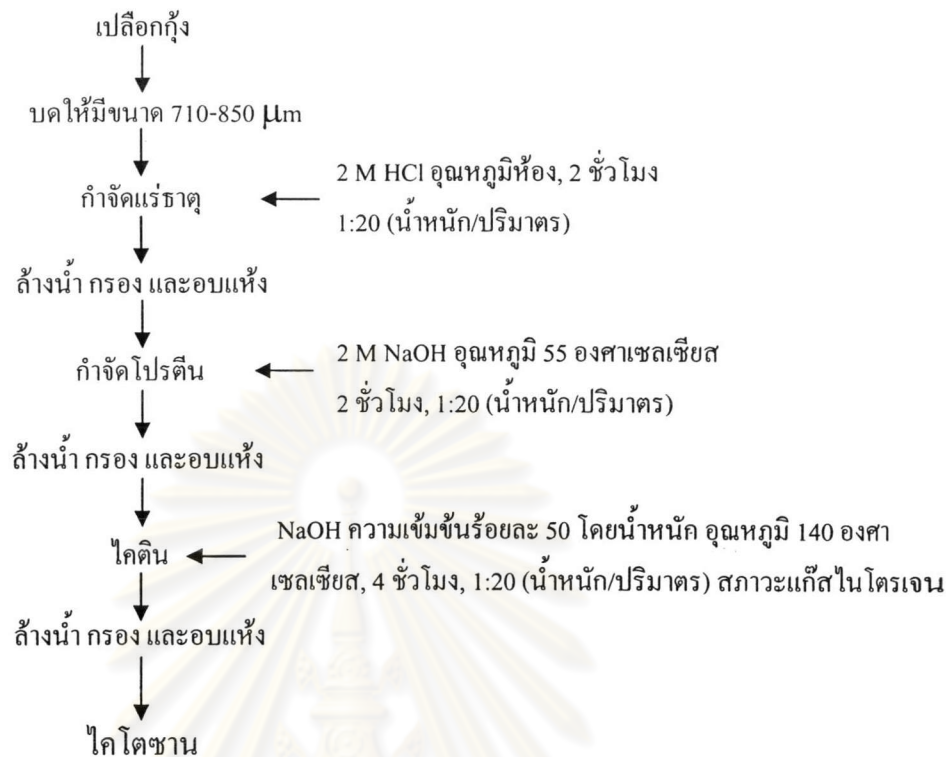 เปลือกกุ้ง
บดให้มีขนาด 710-850 μm
2 M HCl อุณหภูมิห้อง, 2 ชั่วโมง
กำจัดแร่ธาตุ
1:20 (น้ำหนัก/ปริมาตร)
ล้างน้ำ กรอง และอบแห้ง
2 M NaOH อุณหภูมิ 55 องศาเซลเซียส
กำจัดโปรตีน
2 ชั่วโมง, 1:20 (น้ำหนัก/ปริมาตร)
ล้างน้ำ กรอง และอบแห้ง
NaOH ความเข้มข้นร้อยละ 50 โดยน้ำหนัก อุณหภูมิ 140 องศา
ไคติน
เซลเซียส, 4 ชั่วโมง, 1:20 (น้ำหนัก/ปริมาตร) สภาวะแก๊สไนโตรเจน
ล้างน้ำ กรอง และอบแห้ง
ไคโตซาน